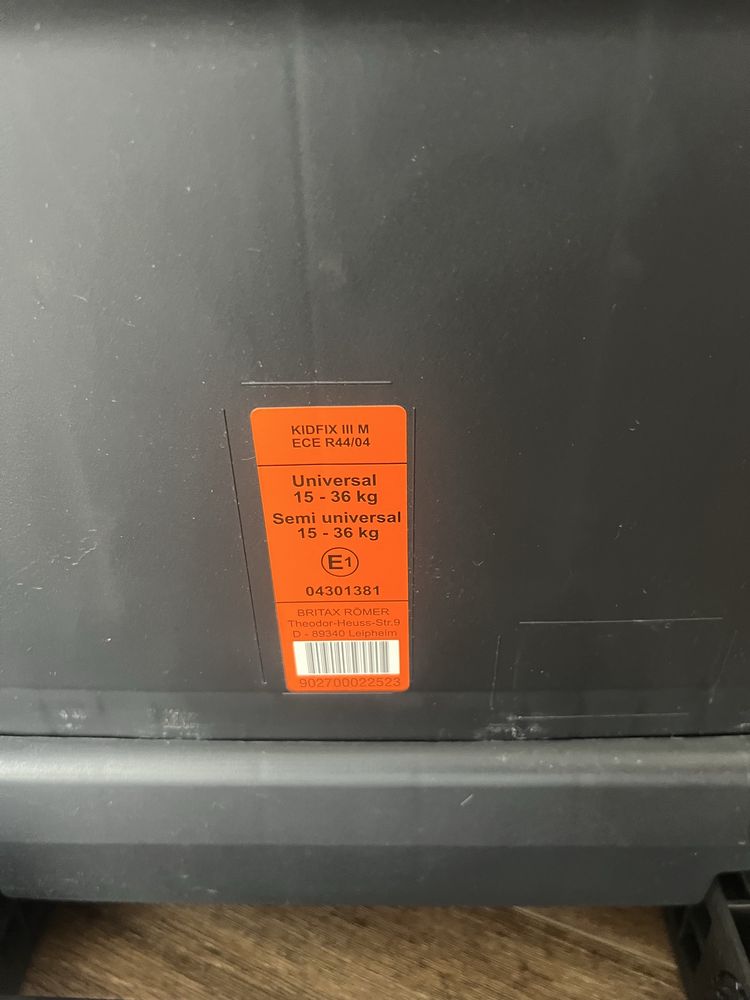 KIDFIX III M
ECE R44/04
Universal
15 - 36 kg
Semi universal
15 - 36 kg
E1
04301381
BRITAX RÖMER
Theodor-Heuss-Str.9
D - 89340 Leipheim
902700022523